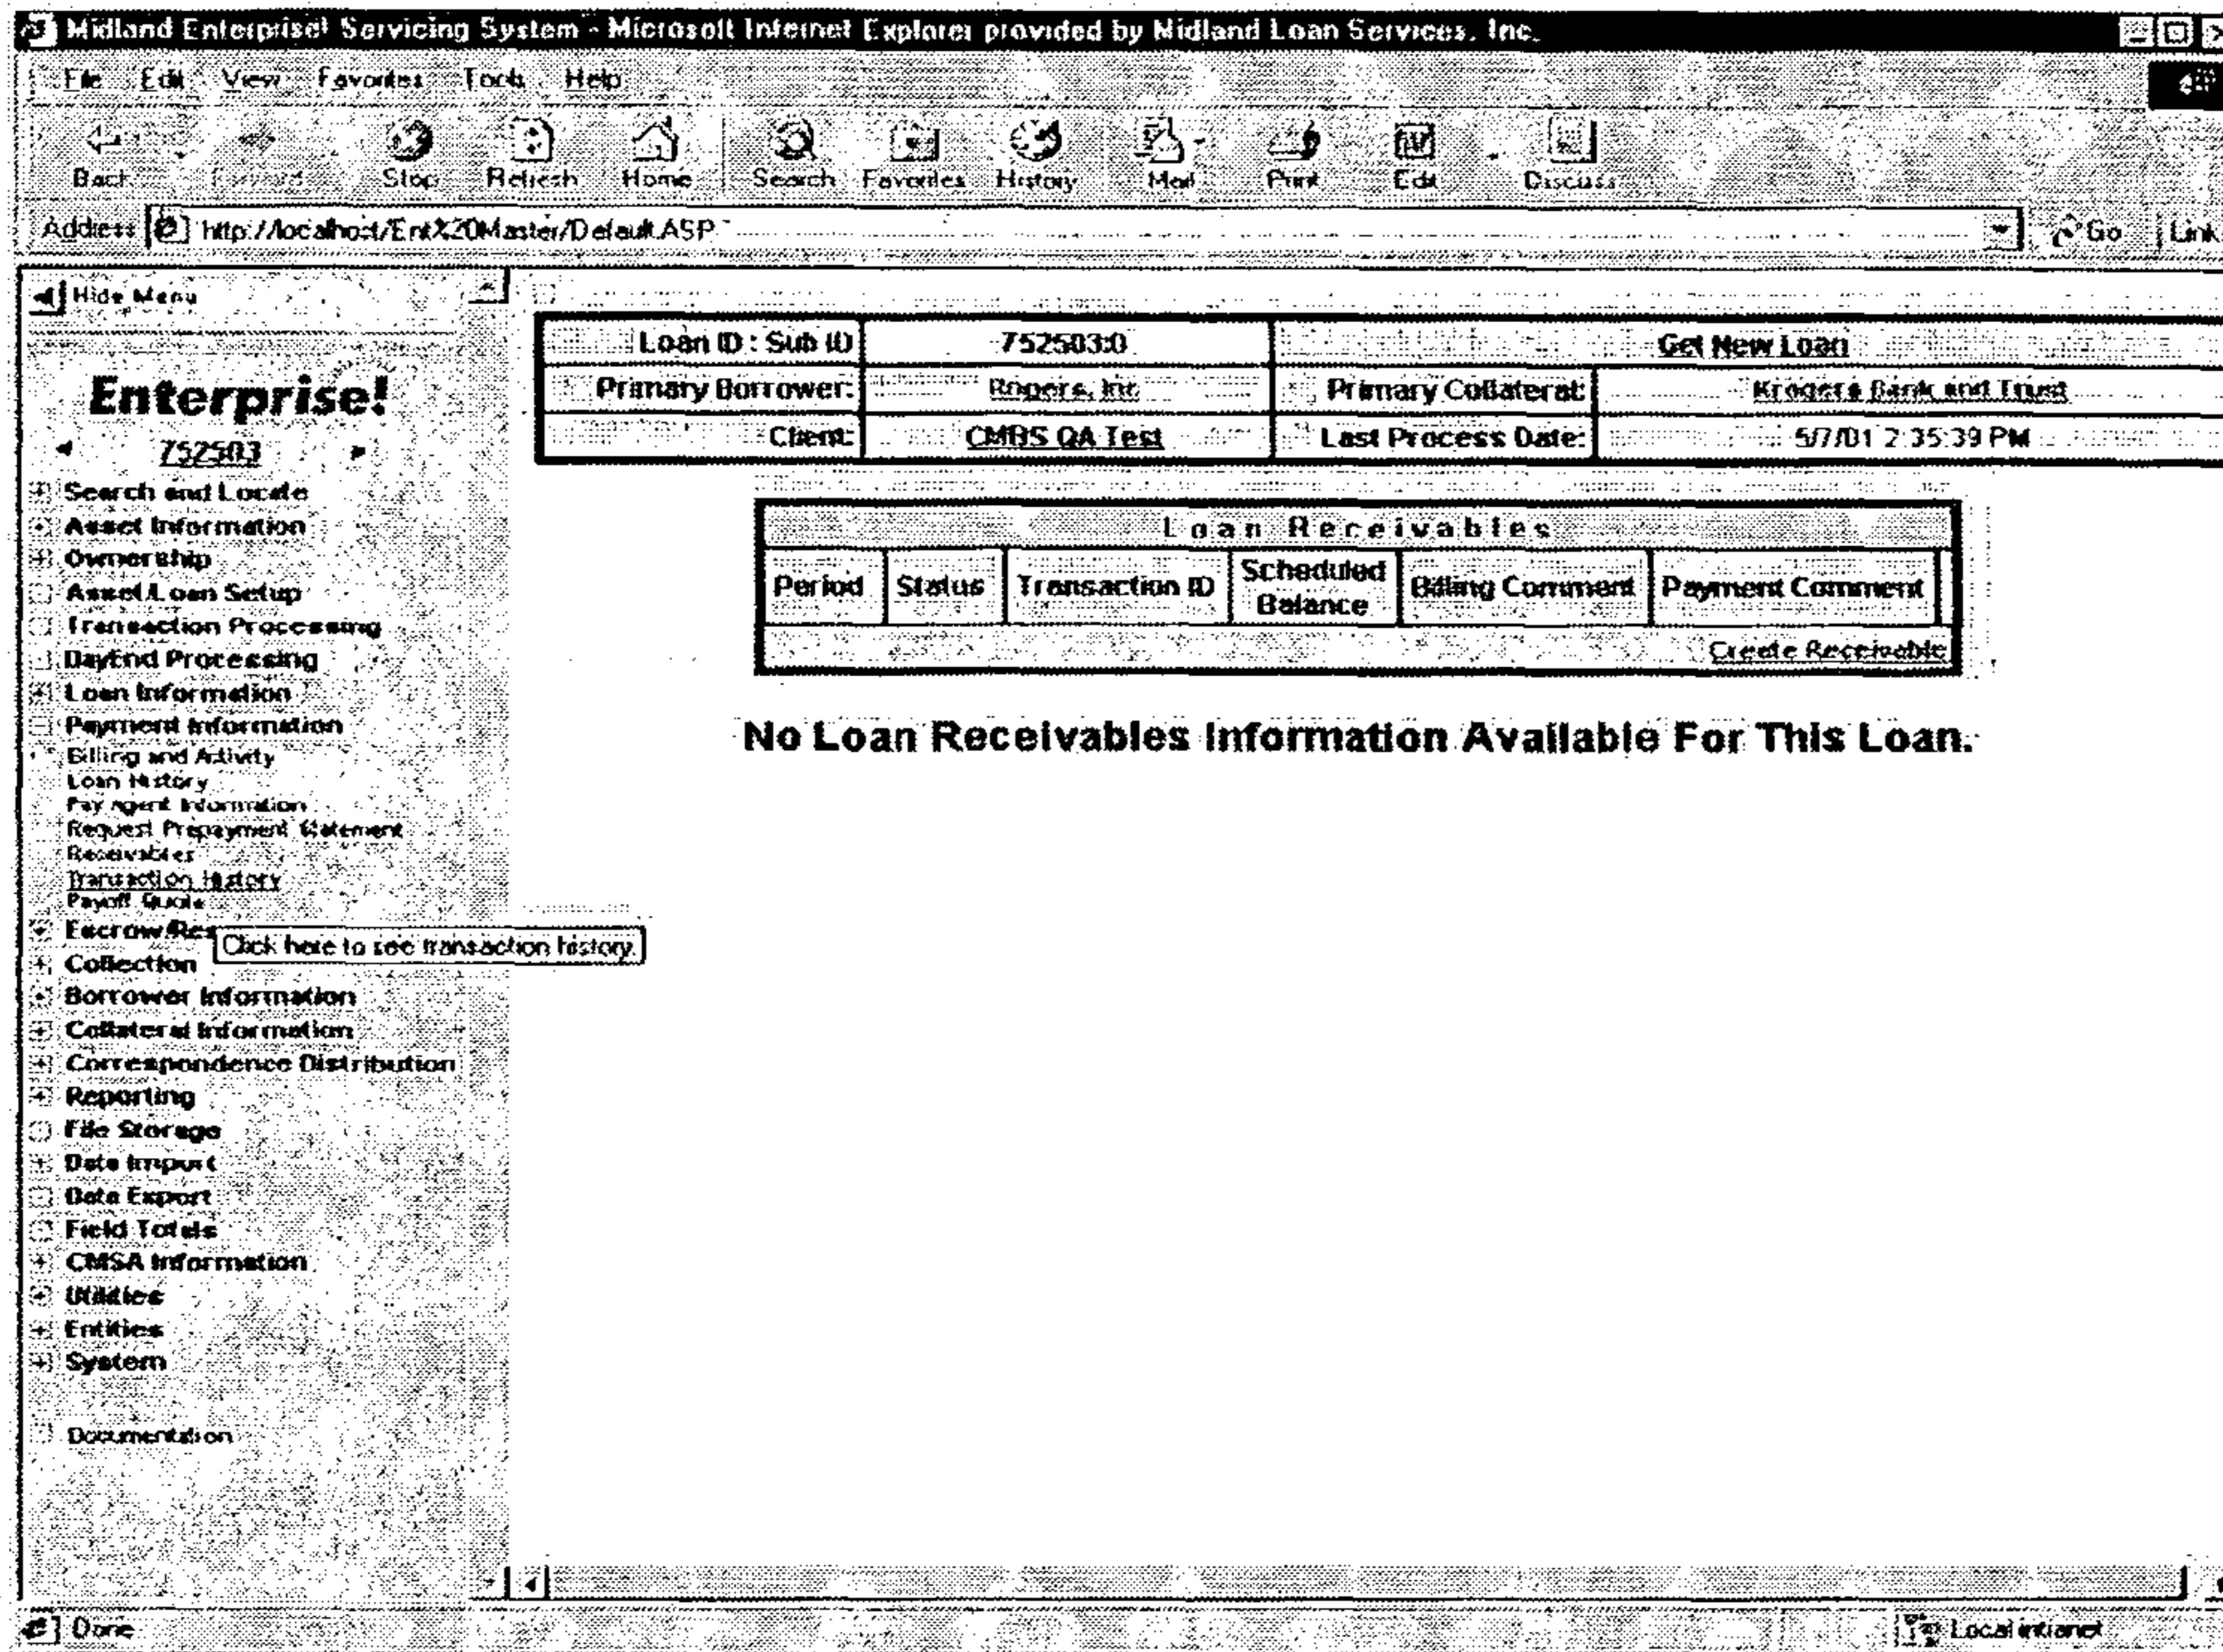 Midland Enterprise! Servicing System - Microsoft Internet Explorer provided by Midland Loan Services, Inc.
File Edit View Favorites Tools Help
Back Forward Stop Refresh Home Search Favorites History Mail Print Edit Discuss
Address http://localhost/Ent%20Master/Default.ASP Go Links
Hide Menu
Enterprise!
752503
Search and Locate
Asset Information
Ownership
Asset/Loan Setup
Transaction Processing
DayEnd Processing
Loan Information
Payment Information
Billing and Activity
Loan History
Pay Agent Information
Request Prepayment Statement
Receivables
Transaction History
Payoff Quote
Escrow/Res
Click here to see transaction history.
Collection
Borrower Information
Collateral Information
Correspondence Distribution
Reporting
File Storage
Data Import
Data Export
Field Totals
CMSA Information
Utilities
Entities
System
Documentation
Loan ID : Sub ID 752503:0 Get New Loan
Primary Borrower: Rogers, Inc Primary Collateral: Krogers Bank and Trust
Client: CMBS QA Test Last Process Date: 5/7/01 2:35:39 PM
Loan Receivables
Period Status Transaction ID Scheduled Balance Billing Comment Payment Comment
Create Receivable
No Loan Receivables Information Available For This Loan.
Done Local intranet